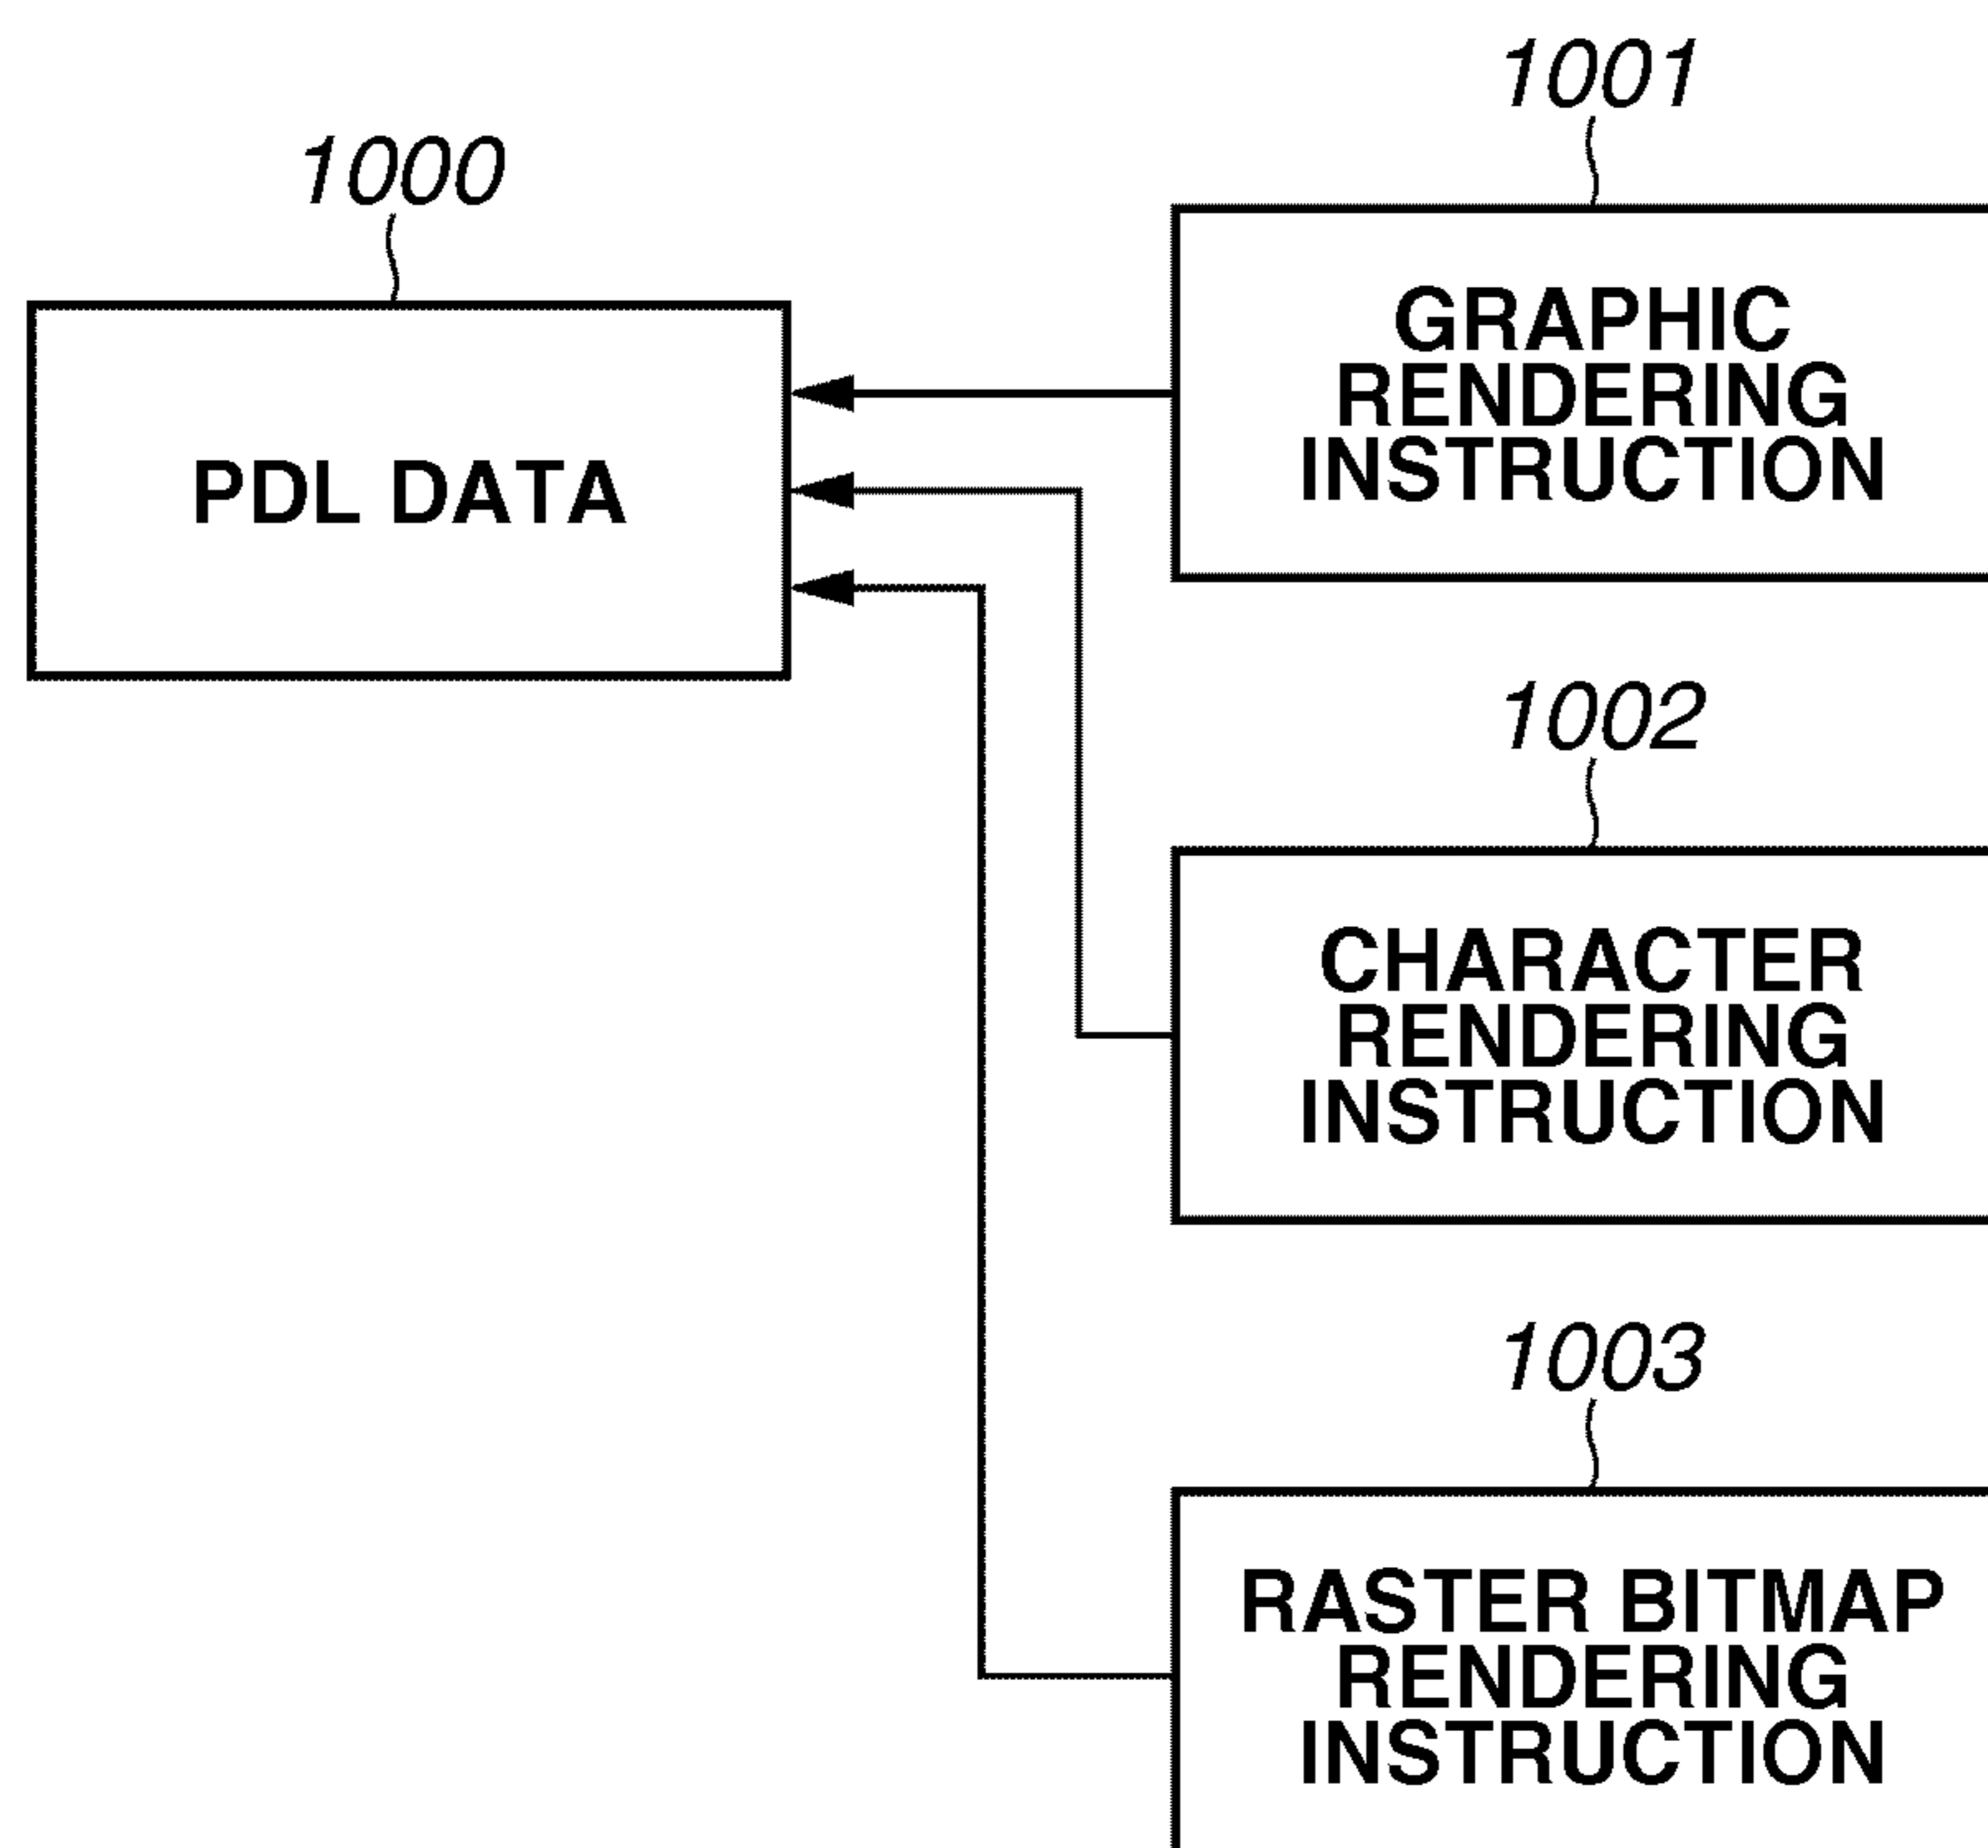 1000
PDL DATA
1001
GRAPHIC
RENDERING
INSTRUCTION
1002
CHARACTER
RENDERING
INSTRUCTION
1003
RASTER BITMAP
RENDERING
INSTRUCTION